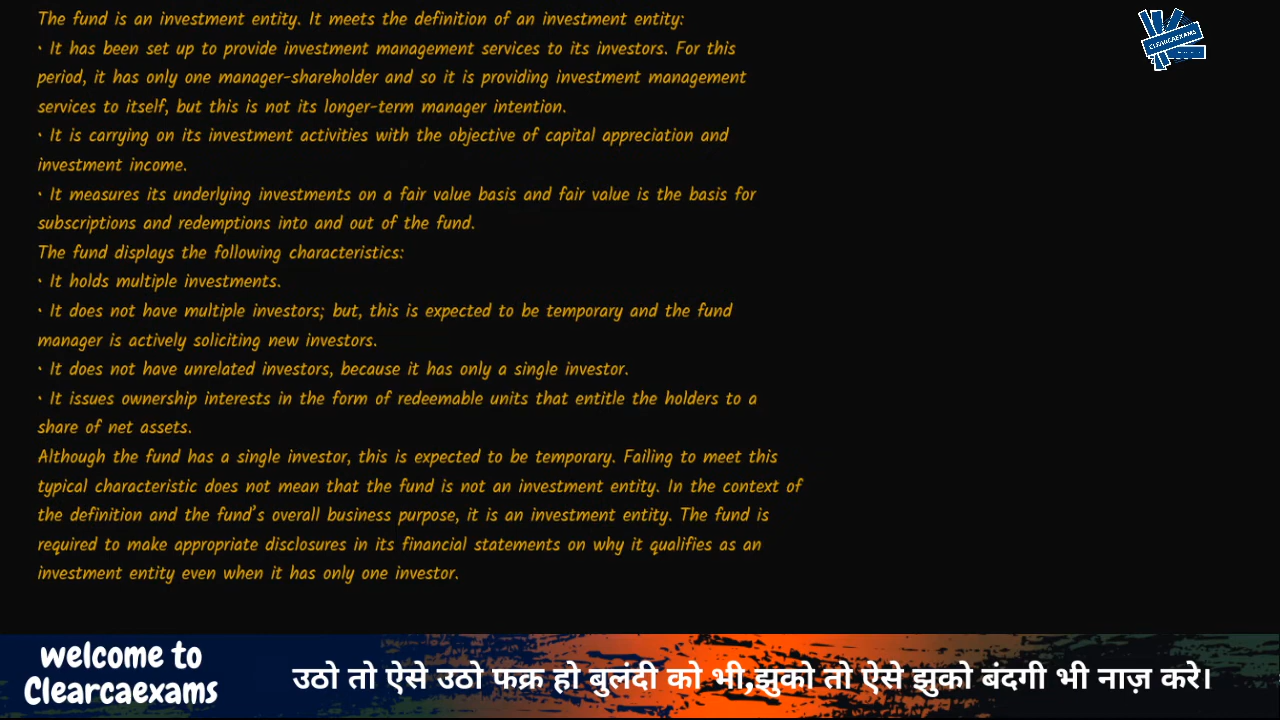 The fund is an investment entity. It meets the definition of an investment entity:
· It has been set up to provide investment management services to its investors. For this
period, it has only one manager-shareholder and so it is providing investment management
services to itself, but this is not its longer-term manager intention.
· It is carrying on its investment activities with the objective of capital appreciation and
investment income.
· It measures its underlying investments on a fair value basis and fair value is the basis for
subscriptions and redemptions into and out of the fund.
The fund displays the following characteristics:
· It holds multiple investments.
· It does not have multiple investors; but, this is expected to be temporary and the fund
manager is actively soliciting new investors.
· It does not have unrelated investors, because it has only a single investor.
· It issues ownership interests in the form of redeemable units that entitle the holders to a
share of net assets.
Although the fund has a single investor, this is expected to be temporary. Failing to meet this
typical characteristic does not mean that the fund is not an investment entity. In the context of
the definition and the fund's overall business purpose, it is an investment entity. The fund is
required to make appropriate disclosures in its financial statements on why it qualifies as an
investment entity even when it has only one investor.
CLEARCAEXAMS
welcome to
Clearcaexams
उठो तो ऐसे उठो फक्र हो बुलंदी को भी,झुको तो ऐसे झुको बंदगी भी नाज़ करे।